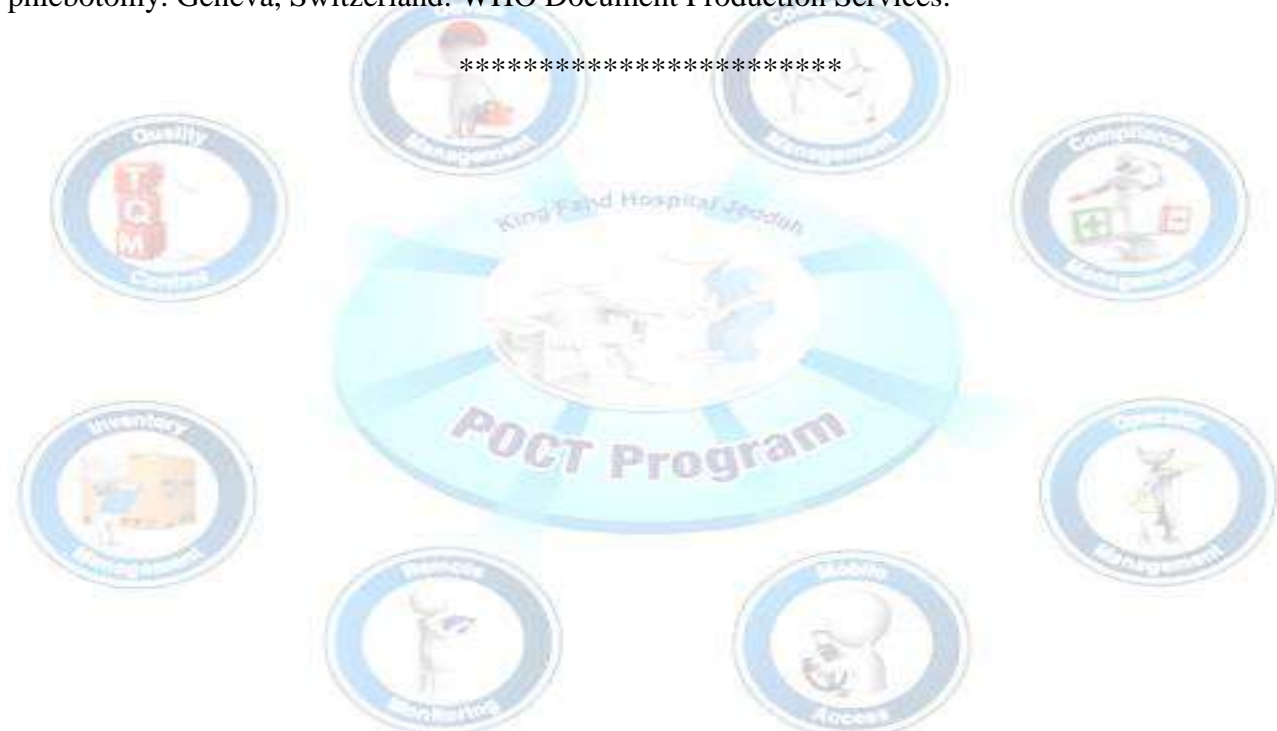 phlebotomy. Geneva, Switzerland: WHO Document Production Services.
************************
Management
Management
Quality
Control
Compliance
Management
King Fahd Hospital Jeddah
POCT Program
TQM
Inventory
Management
Operator
Management
Remote
Monitoring
Mobile
Access